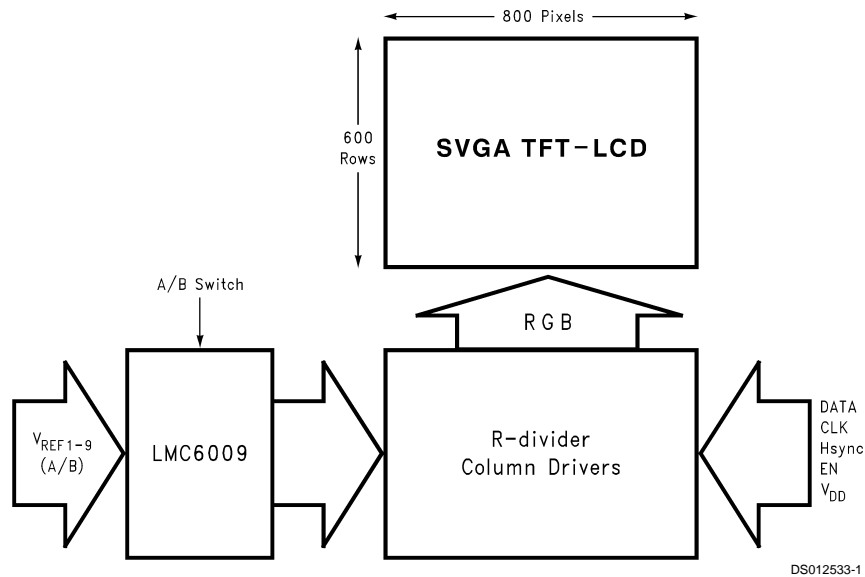 800 Pixels
600
Rows
SVGA TFT-LCD
A/B Switch
RGB
VREF1-9
(A/B)
LMC6009
R-divider
Column Drivers
DATA
CLK
Hsync
EN
VDD
DS012533-1